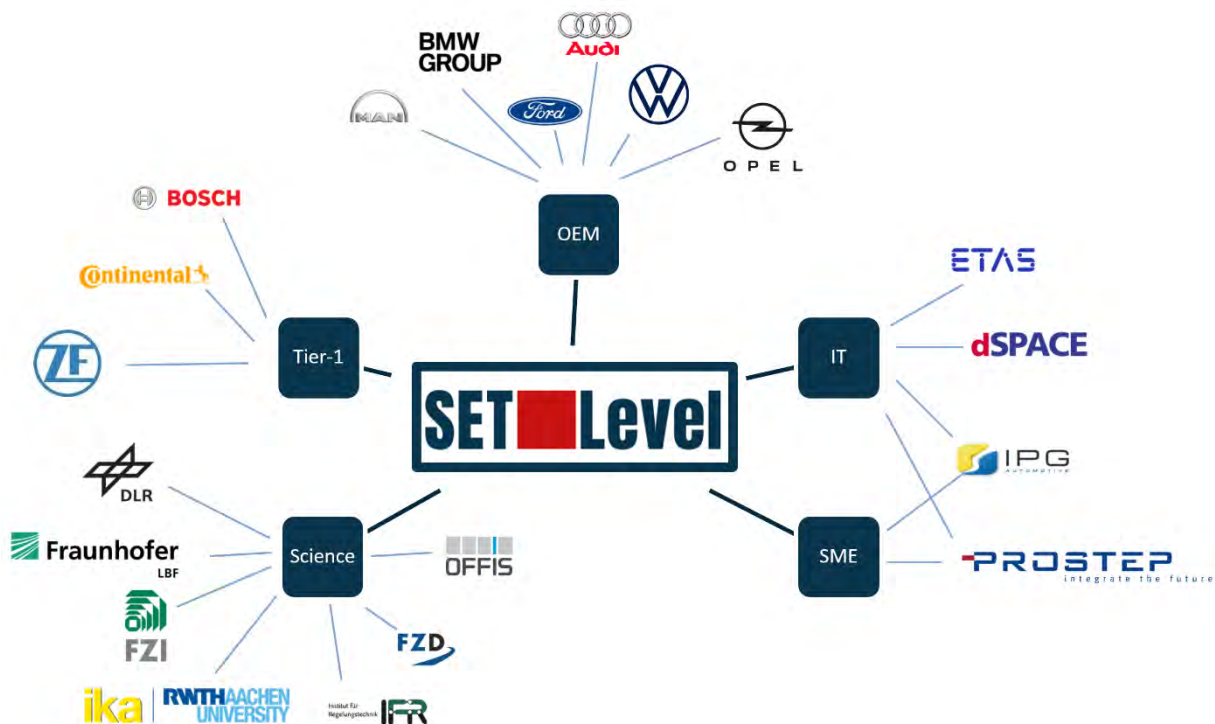 BMW
GROUP
Audi
MAN
Ford
OPEL
OEM
BOSCH
Continental
ZF
Tier-1
ETAS
dSPACE
IT
IPG
AUTOMOTIVE
SET Level
DLR
Fraunhofer
LBF
FZI
ika
RWTHAACHEN
UNIVERSITY
Institut für
Regelungstechnik
IFR
FZD
OFFIS
Science
SME
PROSTEP
integrate the future